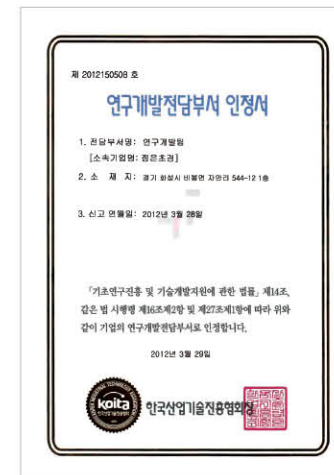 제 2012150508 호
연구개발전담부서 인정서
1. 전담부서명: 연구개발팀
[소속기업명: 젊은초경]
2. 소 재 지: 경기 화성시 비봉면 자안리 544-12 1층
3. 신고 연월일: 2012년 3월 28일
「기초연구진흥 및 기술개발지원에 관한 법률」 제14조,
같은 법 시행령 제16조제2항 및 제27조제1항에 따라 위와
같이 기업의 연구개발전담부서로 인정합니다.
2012년 3월 29일
koita
한국산업기술진흥협회장